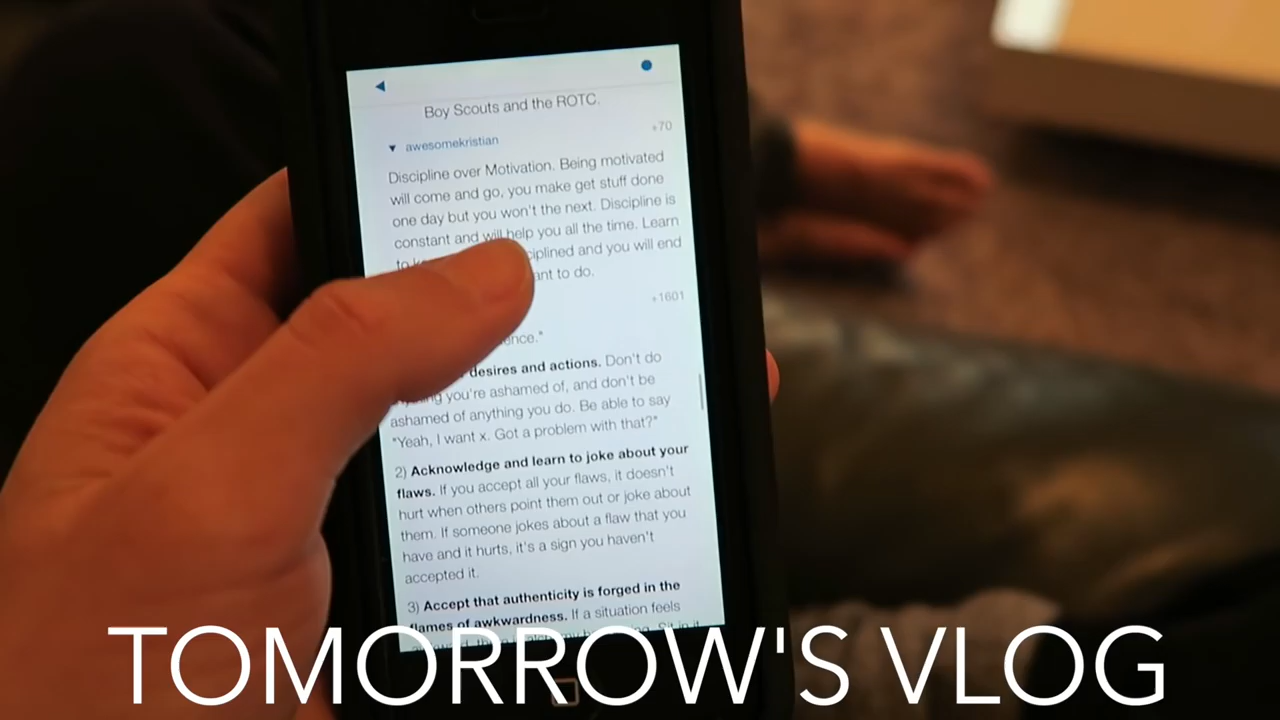 Boy Scouts and the ROTC.
+70
awesomekristian
Discipline over Motivation. Being motivated
will come and go, you make get stuff done
one day but you won't the next. Discipline is
constant and will help you all the time. Learn
to and you will end
to do.
+1601
desires and actions. Don't do
you're ashamed of, and don't be
ashamed of anything you do. Be able to say
"Yeah, I want x. Got a problem with that?"
2) Acknowledge and learn to joke about your
flaws. If you accept all your flaws, it doesn't
hurt when others point them out or joke about
them. If someone jokes about a flaw that you
have and it hurts, it's a sign you haven't
accepted it.
3) Accept that authenticity is forged in the
flames of awkwardness. If a situation feels
TOMORROW'S VLOG